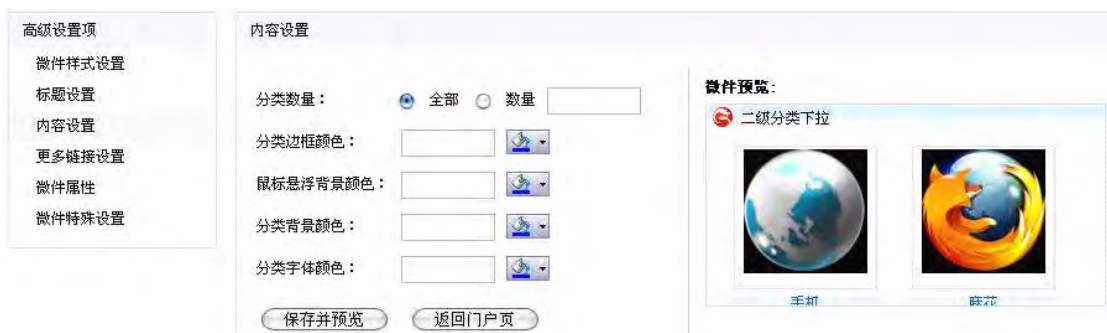 高级设置项
微件样式设置
标题设置
内容设置
更多链接设置
微件属性
微件特殊设置
内容设置
分类数量：
全部
数量
分类边框颜色：
鼠标悬浮背景颜色：
分类背景颜色：
分类字体颜色：
保存并预览
返回门户页
微件预览:
二级分类下拉
手机
麻花